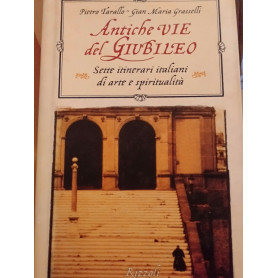 Pietro Tarallo - Gian Maria Grasselli
Antiche VIE
del GIUBILEO
Sette itinerari italiani
di arte e spiritualità
Rizzoli